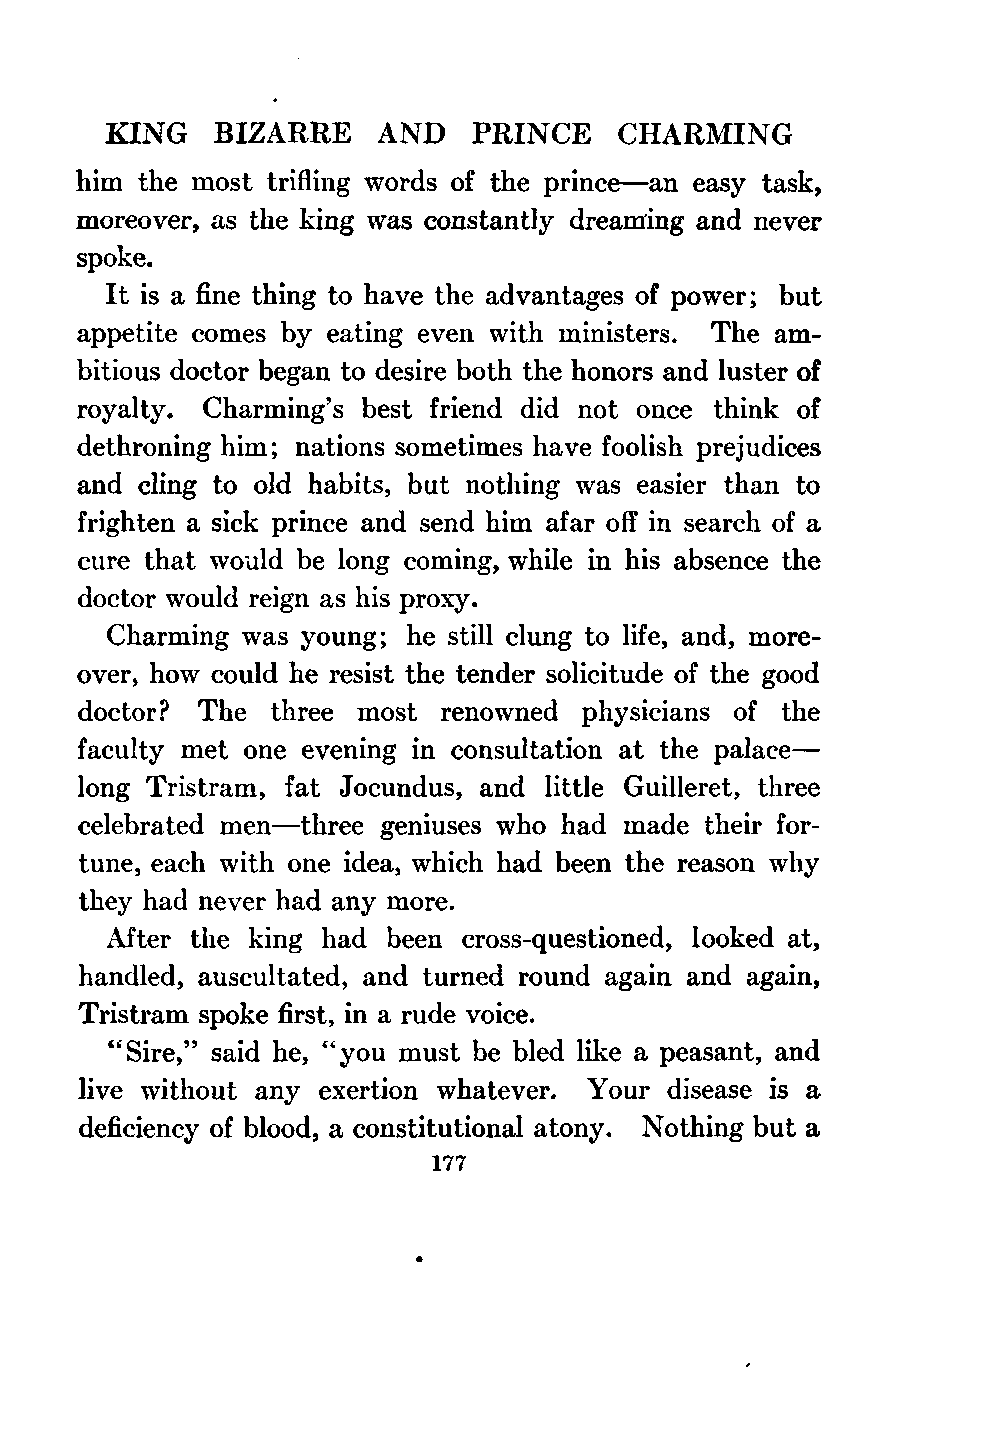 KING BIZARRE AND PRINCE CHARMING
him the most trifling words of the prince—an easy task,
moreover, as the king was constantly dreaming and never
spoke.
It is a fine thing to have the advantages of power; but
appetite comes by eating even with ministers. The am-
bitious doctor began to desire both the honors and luster of
royalty. Charming's best friend did not once think of
dethroning him; nations sometimes have foolish prejudices
and cling to old habits, but nothing was easier than to
frighten a sick prince and send him afar off in search of a
cure that would be long coming, while in his absence the
doctor would reign as his proxy.
Charming was young; he still clung to life, and, more-
over, how could he resist the tender solicitude of the good
doctor? The three most renowned physicians of the
faculty met one evening in consultation at the palace—
long Tristram, fat Jocundus, and little Guilleret, three
celebrated men—three geniuses who had made their for-
tune, each with one idea, which had been the reason why
they had never had any more.
After the king had been cross-questioned, looked at,
handled, auscultated, and turned round again and again,
Tristram spoke first, in a rude voice.
“Sire,” said he, “you must be bled like a peasant, and
live without any exertion whatever. Your disease is a
deficiency of blood, a constitutional atony. Nothing but a
177